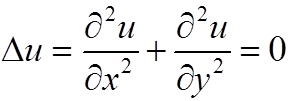 Δu = ∂²u/∂x² + ∂²u/∂y² = 0